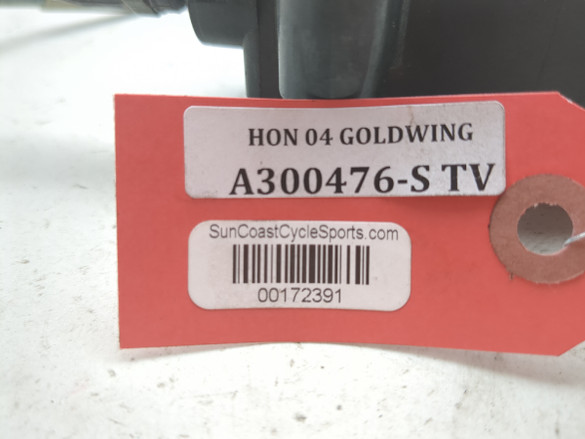 HON 04 GOLDWING
A300476-S TV
SunCoastCycleSports.com
00172391